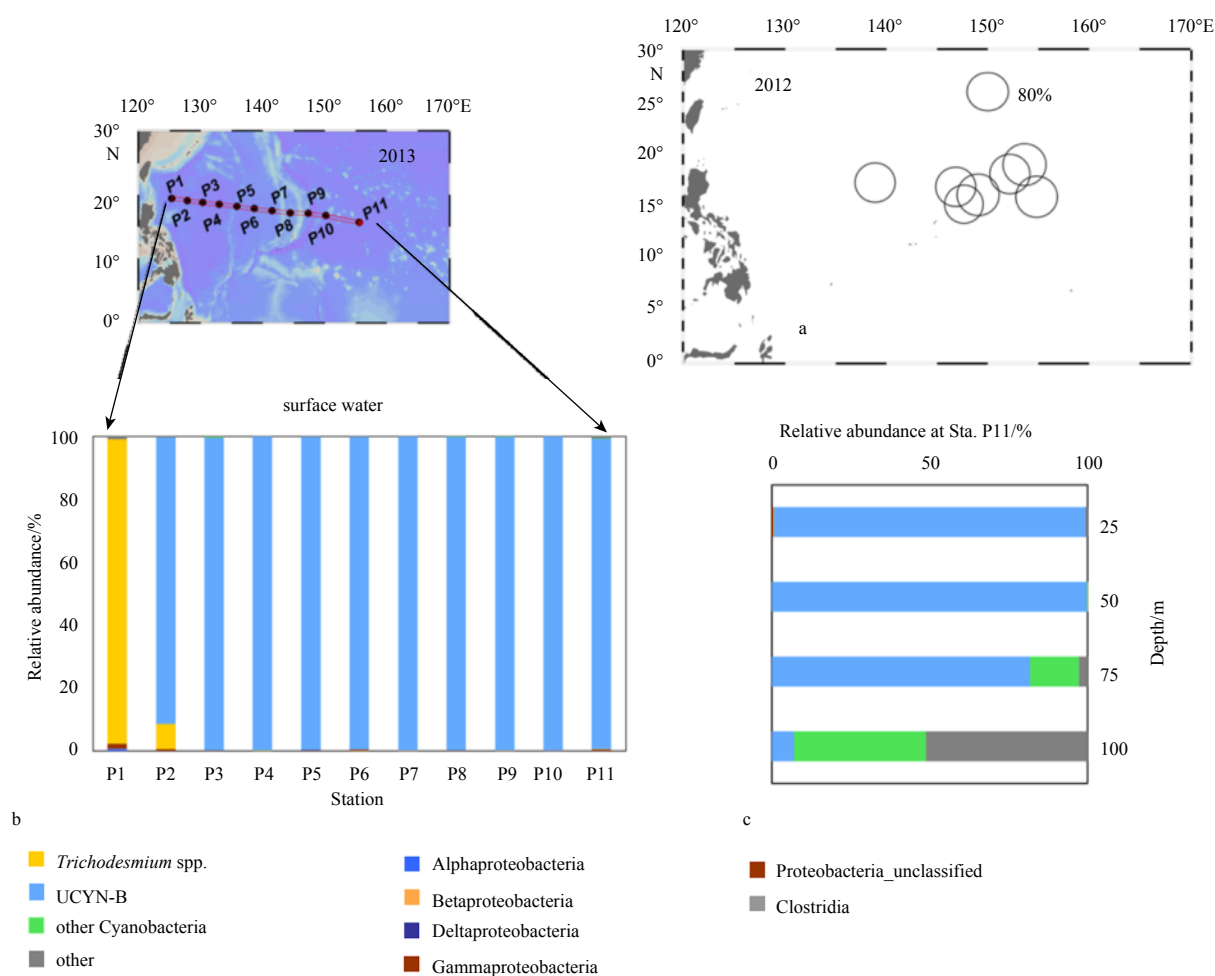 120° 130° 140° 150° 160° 170°E
30°
N
20°
10°
0°
2013
P1 P3 P5 P7 P9 P11
P2 P4 P6 P8 P10
120° 130° 140° 150° 160° 170°E
30°
N
25°
20°
15°
10°
5°
0°
2012
80%
a
surface water
Relative abundance/%
100
80
60
40
20
0
P1 P2 P3 P4 P5 P6 P7 P8 P9 P10 P11
Station
b
Relative abundance at Sta. P11/%
0 50 100
25
50
75
100
Depth/m
c
Trichodesmium spp.
UCYN-B
other Cyanobacteria
other
Alphaproteobacteria
Betaproteobacteria
Deltaproteobacteria
Gammaproteobacteria
Proteobacteria_unclassified
Clostridia